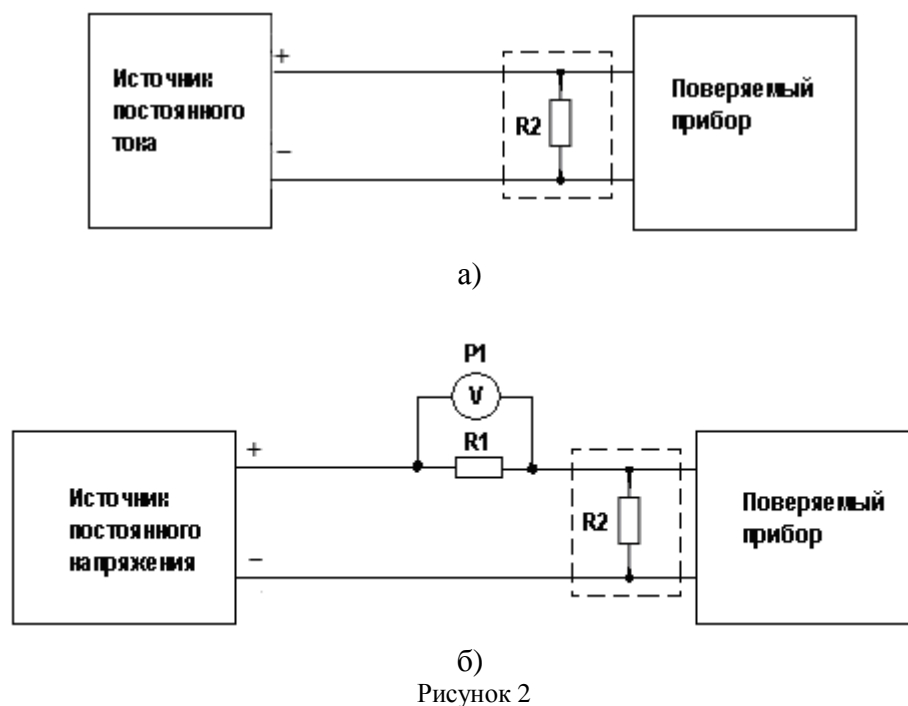 Источник
постоянного
тока
+
−
R2
Поверяемый
прибор
а)
P1
V
R1
Источник
постоянного
напряжения
+
−
R2
Поверяемый
прибор
б)
Рисунок 2